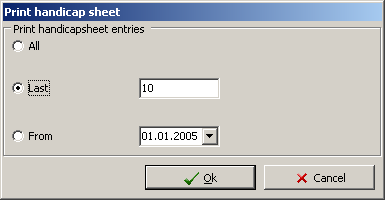 Print handicap sheet
Print handicapsheet entries
All
Last 10
From 01.01.2005
Ok Cancel